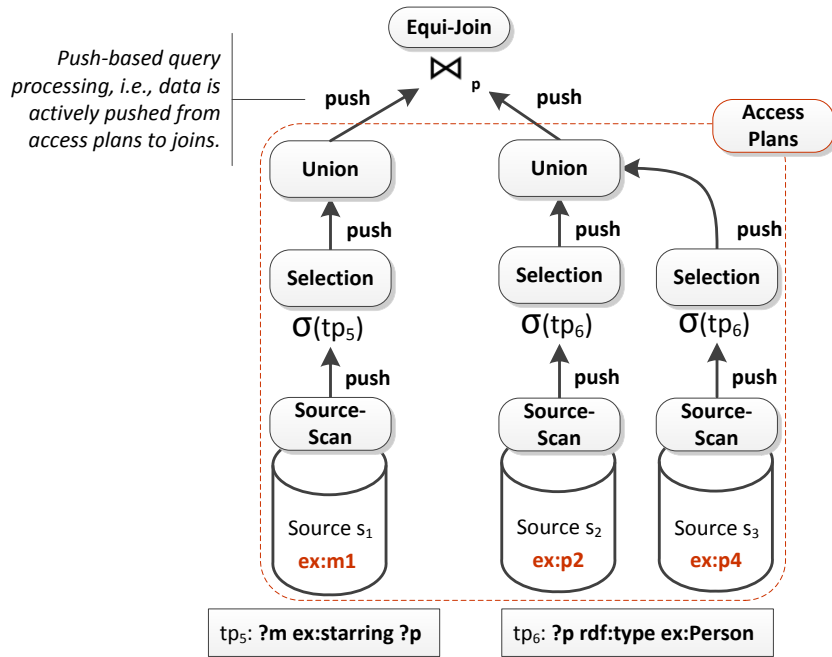 Equi-Join
⋈ p
Push-based query
processing, i.e., data is
actively pushed from
access plans to joins.
push
push
Access
Plans
Union
Union
push
push
push
Selection
Selection
Selection
σ(tp₅)
σ(tp₆)
σ(tp₆)
push
push
push
Source-
Scan
Source-
Scan
Source-
Scan
Source s₁
ex:m1
Source s₂
ex:p2
Source s₃
ex:p4
tp₅: ?m ex:starring ?p
tp₆: ?p rdf:type ex:Person